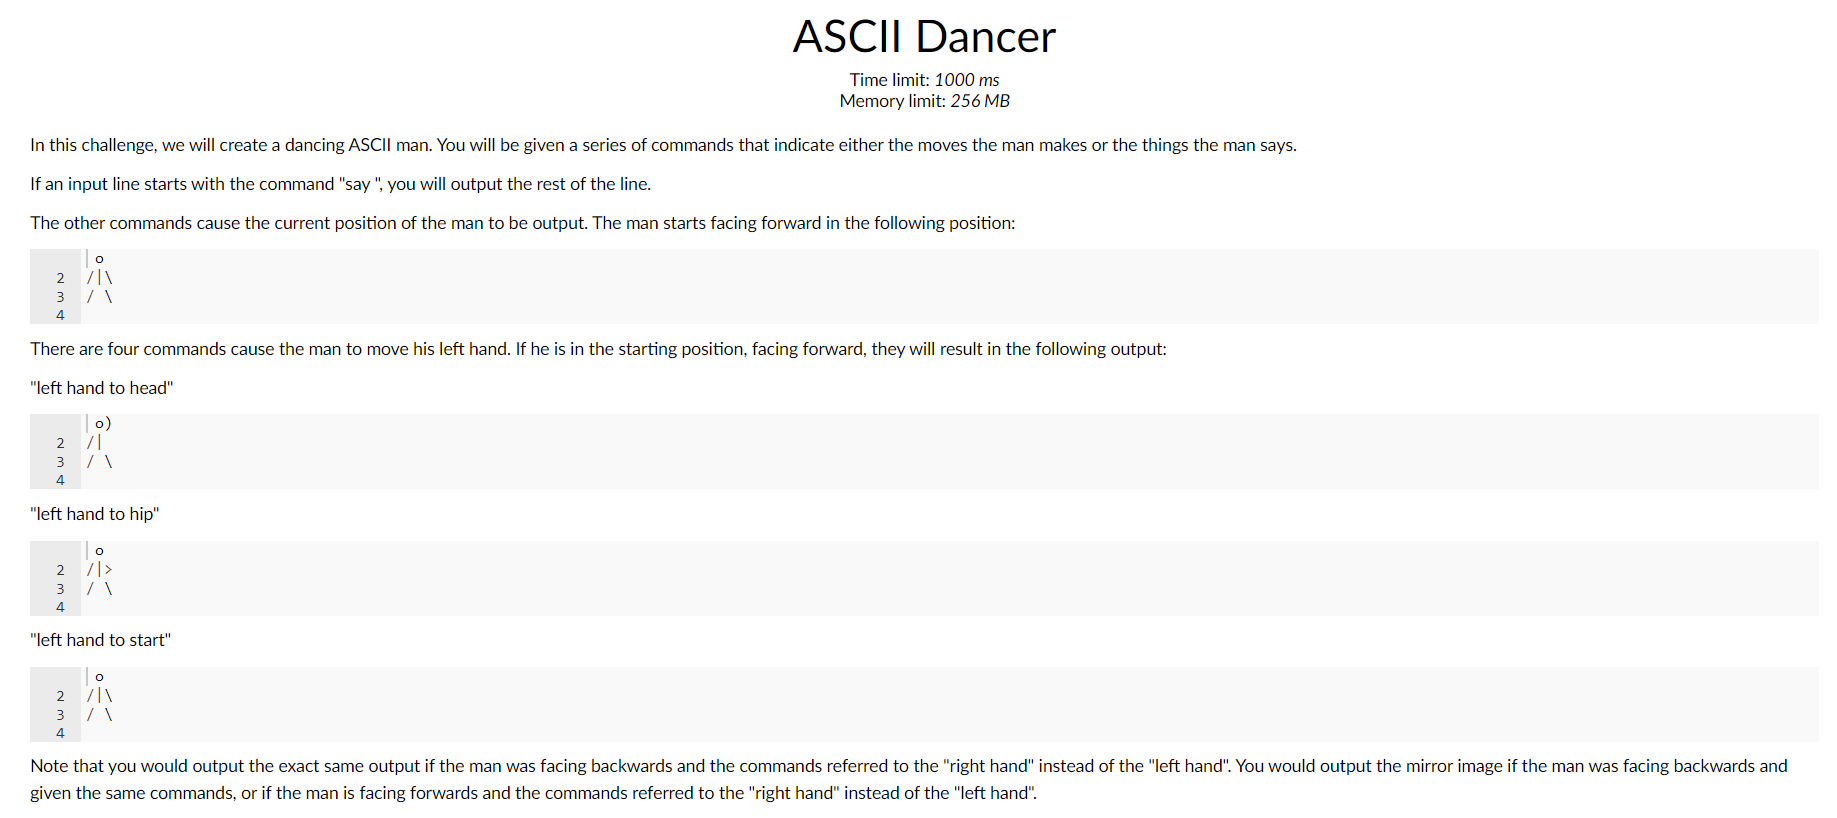 ASCII Dancer
Time limit: 1000 ms
Memory limit: 256 MB
In this challenge, we will create a dancing ASCII man. You will be given a series of commands that indicate either the moves the man makes or the things the man says.
If an input line starts with the command "say ", you will output the rest of the line.
The other commands cause the current position of the man to be output. The man starts facing forward in the following position:
 o
2 /|\
3 / \
4
There are four commands cause the man to move his left hand. If he is in the starting position, facing forward, they will result in the following output:
"left hand to head"
 o)
2 /|
3 / \
4
"left hand to hip"
 o
2 /|>
3 / \
4
"left hand to start"
 o
2 /|\
3 / \
4
Note that you would output the exact same output if the man was facing backwards and the commands referred to the "right hand" instead of the "left hand". You would output the mirror image if the man was facing backwards and
given the same commands, or if the man is facing forwards and the commands referred to the "right hand" instead of the "left hand".